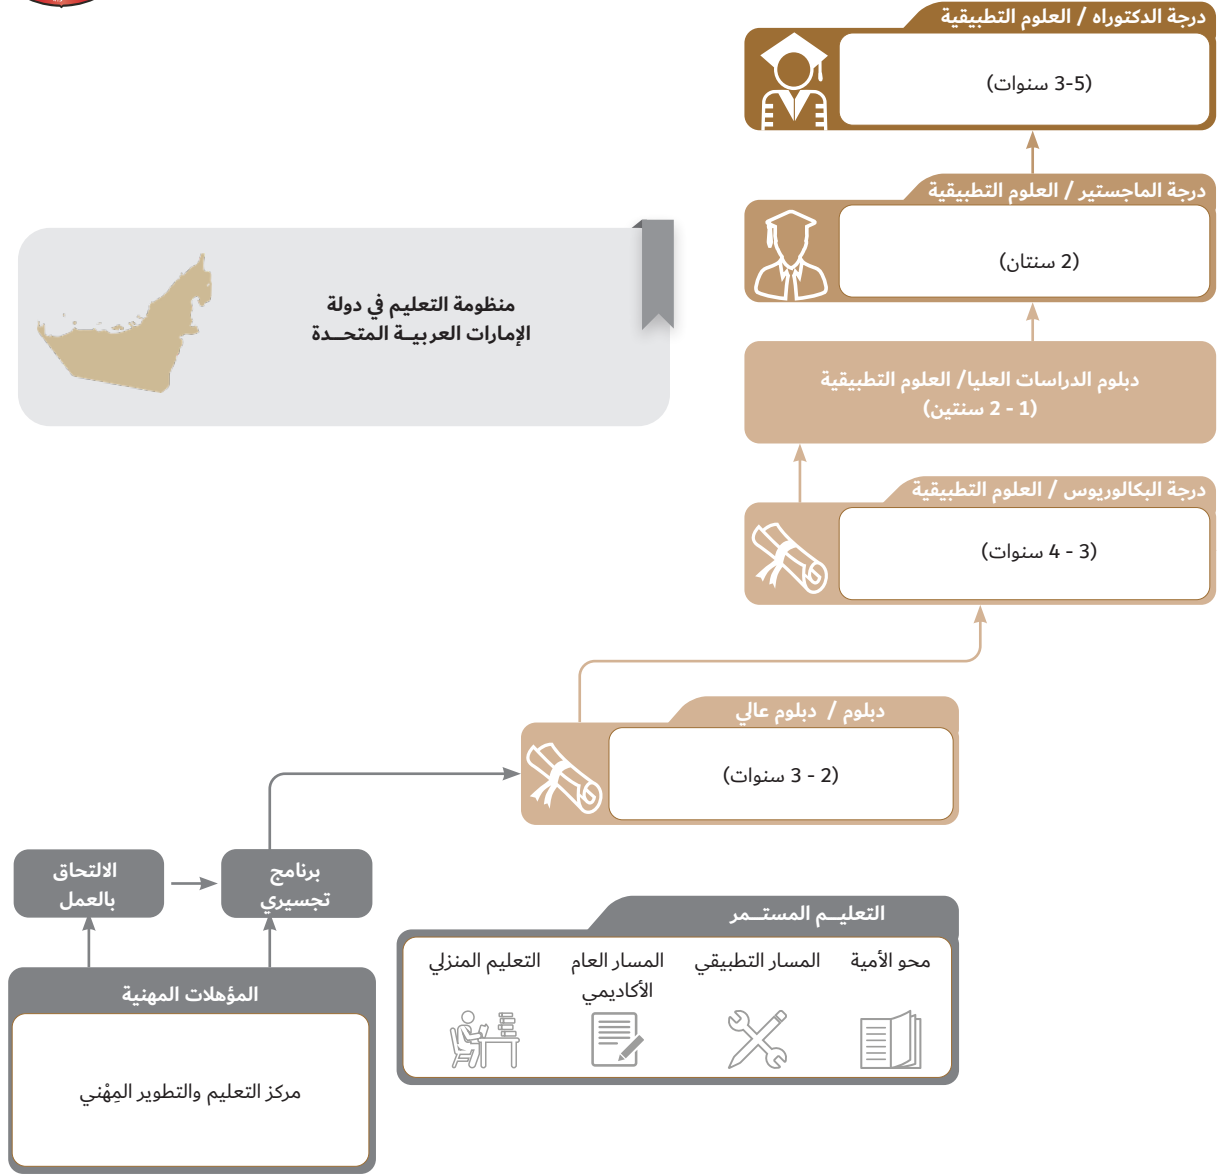 درجة الدكتوراه / العلوم التطبيقية
(3-5 سنوات)
درجة الماجستير / العلوم التطبيقية
(2 سنتان)
منظومة التعليم في دولة
الإمارات العربيــة المتحــدة
دبلوم الدراسات العليا/ العلوم التطبيقية
(1 - 2 سنتين)
درجة البكالوريوس / العلوم التطبيقية
(3 - 4 سنوات)
دبلوم / دبلوم عالي
(2 - 3 سنوات)
برنامج
تجسيري
الالتحاق
بالعمل
التعليــم المستــمر
محو الأمية
المسار التطبيقي
المسار العام
الأكاديمي
التعليم المنزلي
المؤهلات المهنية
مركز التعليم والتطوير المِهْني